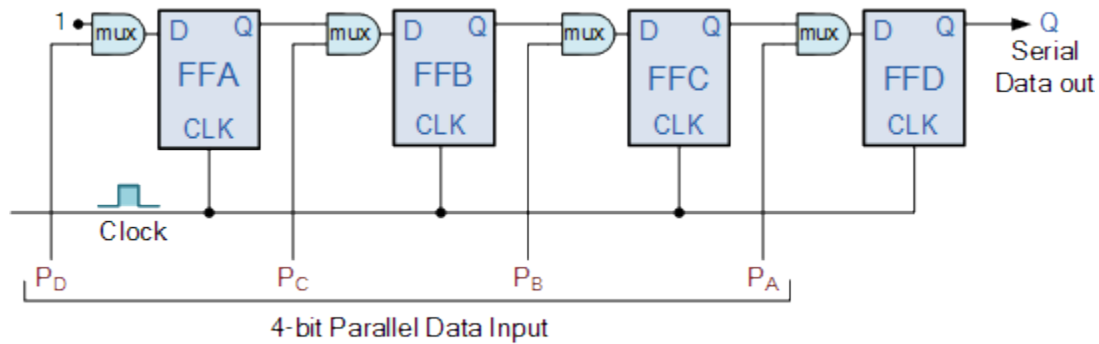 1 mux D Q mux D Q mux D Q mux D Q Q
FFA FFB FFC FFD Serial
Data out
CLK CLK CLK CLK
Clock
PD PC PB PA
4-bit Parallel Data Input